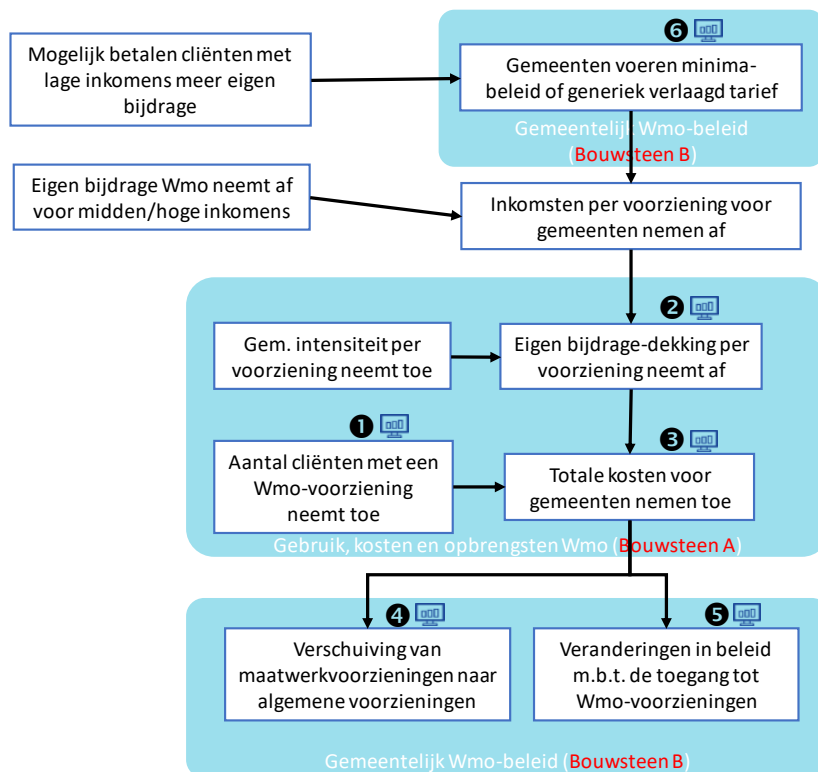 ❻
Mogelijk betalen cliënten met
lage inkomens meer eigen
bijdrage
Gemeenten voeren minima-
beleid of generiek verlaagd tarief
Gemeentelijk Wmo-beleid
(Bouwsteen B)
Eigen bijdrage Wmo neemt af
voor midden/hoge inkomens
Inkomsten per voorziening voor
gemeenten nemen af
❷
Gem. intensiteit per
voorziening neemt toe
Eigen bijdrage-dekking per
voorziening neemt af
❶
❸
Aantal cliënten met een
Wmo-voorziening
neemt toe
Totale kosten voor
gemeenten nemen toe
Gebruik, kosten en opbrengsten Wmo (Bouwsteen A)
❹
❺
Verschuiving van
maatwerkvoorzieningen naar
algemene voorzieningen
Veranderingen in beleid
m.b.t. de toegang tot
Wmo-voorzieningen
Gemeentelijk Wmo-beleid (Bouwsteen B)